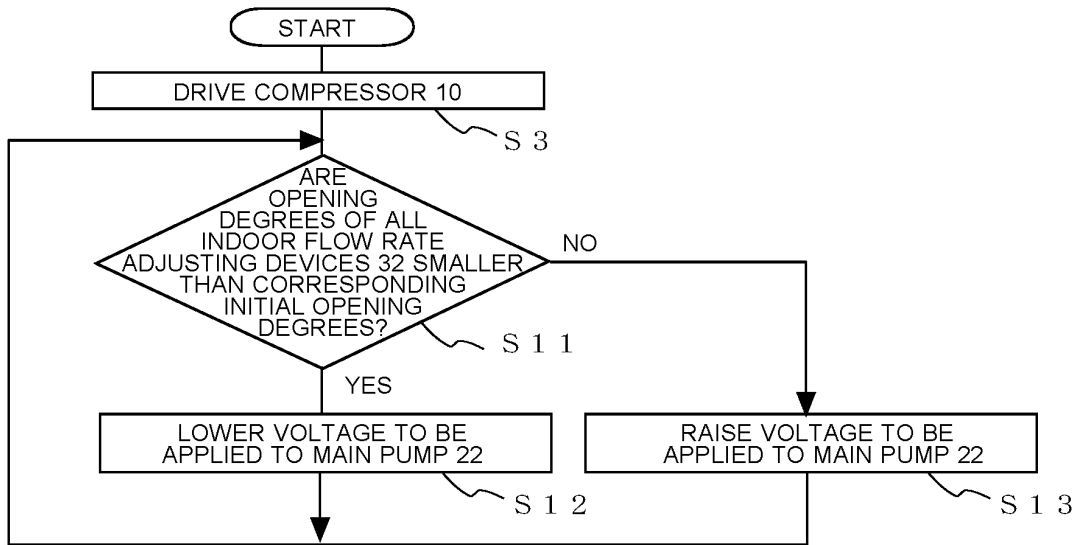 START
DRIVE COMPRESSOR 10
S 3
ARE
OPENING
DEGREES OF ALL
INDOOR FLOW RATE
ADJUSTING DEVICES 32 SMALLER
THAN CORRESPONDING
INITIAL OPENING
DEGREES?
NO
S 1 1
YES
LOWER VOLTAGE TO BE
APPLIED TO MAIN PUMP 22
S 1 2
RAISE VOLTAGE TO BE
APPLIED TO MAIN PUMP 22
S 1 3